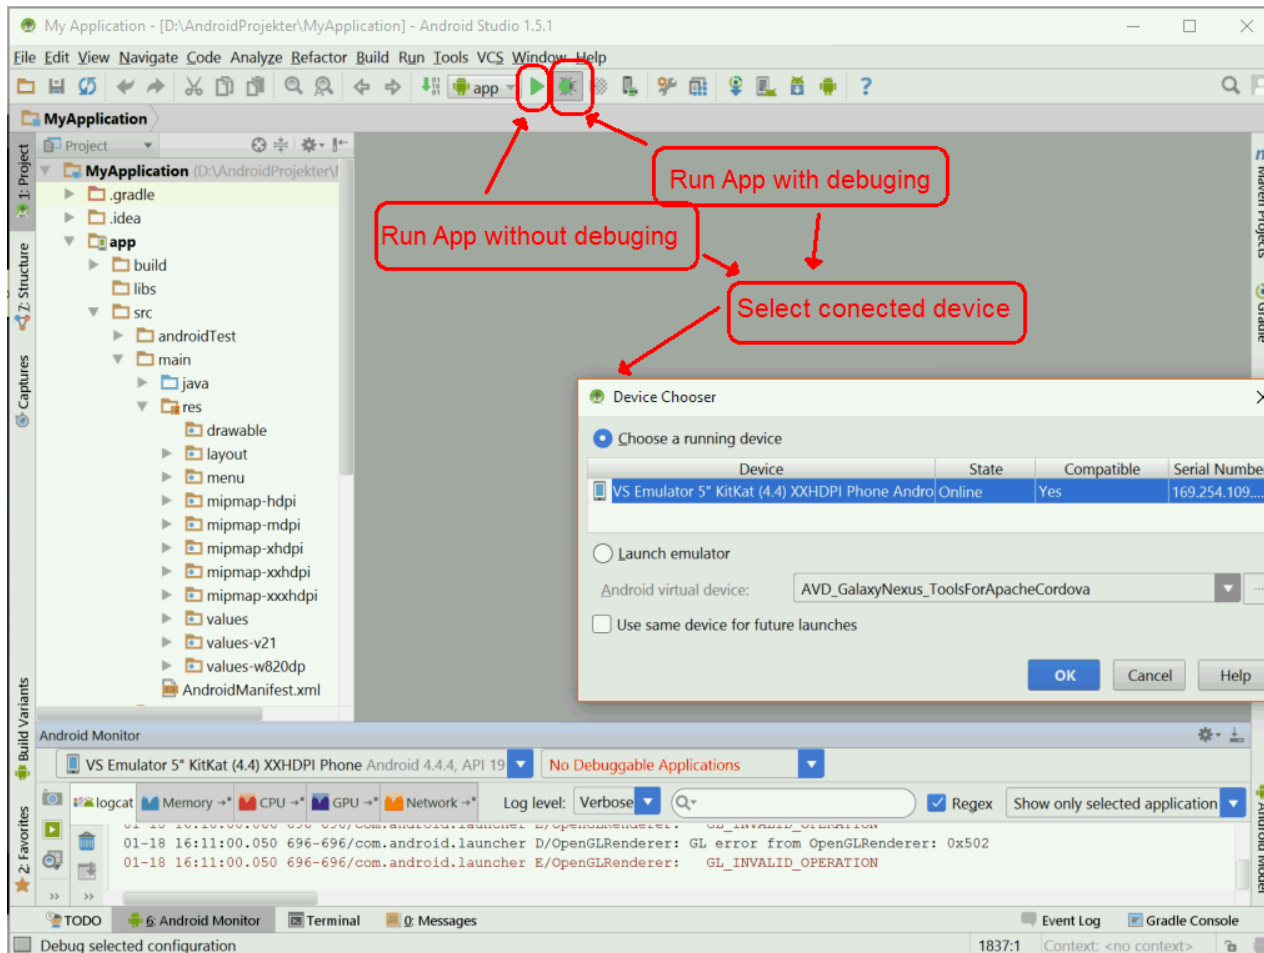 My Application - [D:\AndroidProjekter\MyApplication] - Android Studio 1.5.1
File Edit View Navigate Code Analyze Refactor Build Run Tools VCS Window Help
app
MyApplication
Project
1: Project
Z: Structure
Captures
Build Variants
2: Favorites
MyApplication (D:\AndroidProjekter\
.gradle
.idea
app
build
libs
src
androidTest
main
java
res
drawable
layout
menu
mipmap-hdpi
mipmap-mdpi
mipmap-xhdpi
mipmap-xxhdpi
mipmap-xxxhdpi
values
values-v21
values-w820dp
AndroidManifest.xml
Run App with debuging
Run App without debuging
Select conected device
Maven Projects
Gradle
Android Model
Device Chooser
Choose a running device
Device State Compatible Serial Numbe
VS Emulator 5" KitKat (4.4) XXHDPI Phone Andro Online Yes 169.254.109....
Launch emulator
Android virtual device: AVD_GalaxyNexus_ToolsForApacheCordova ...
Use same device for future launches
OK Cancel Help
Android Monitor
VS Emulator 5" KitKat (4.4) XXHDPI Phone Android 4.4.4, API 19 No Debuggable Applications
logcat Memory CPU GPU Network Log level: Verbose Regex Show only selected application
01-18 16:11:00.050 696-696/com.android.launcher D/OpenGLRenderer: GL error from OpenGLRenderer: 0x502
01-18 16:11:00.050 696-696/com.android.launcher E/OpenGLRenderer: GL_INVALID_OPERATION
TODO 6: Android Monitor Terminal 0: Messages Event Log Gradle Console
Debug selected configuration 1837:1 Context: <no context>